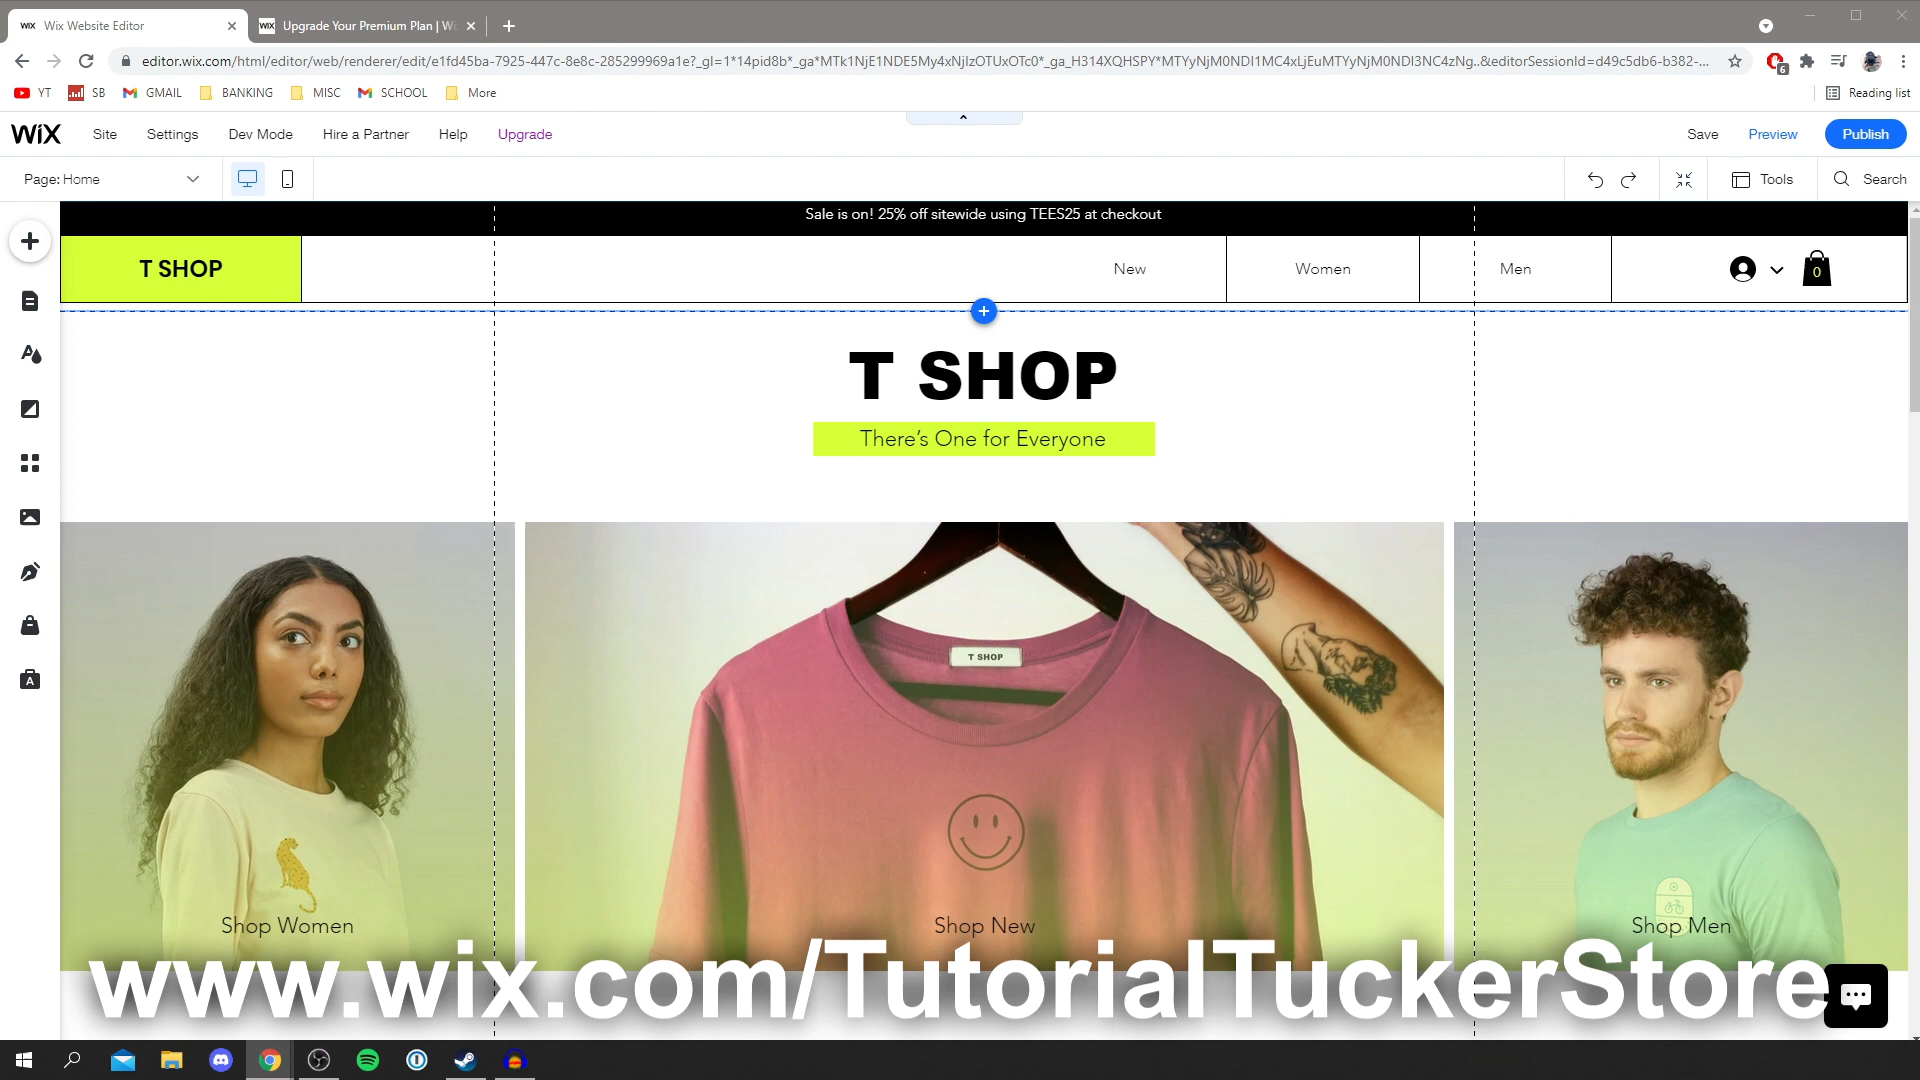 WiX Wix Website Editor
WiX Upgrade Your Premium Plan | Wi
editor.wix.com/html/editor/web/renderer/edit/e1fd45ba-7925-447c-8e8c-285299969a1e?_gl=1*14pid8b*_ga*MTk1NjE1NDE5My4xNjIzOTUxOTc0*_ga_H314XQHSPY*MTYyNjM0NDI1MC4xLjEuMTYyNjM0NDI3NC4zNg..&editorSessionId=d49c5db6-b382-...
6
YT SB GMAIL BANKING MISC SCHOOL More Reading list
WiX Site Settings Dev Mode Hire a Partner Help Upgrade Save Preview Publish
Page: Home Tools Search
Sale is on! 25% off sitewide using TEES25 at checkout
T SHOP New Women Men 0
T SHOP
There's One for Everyone
T SHOP
A
Shop Women Shop New Shop Men
www.wix.com/TutorialTuckerStore